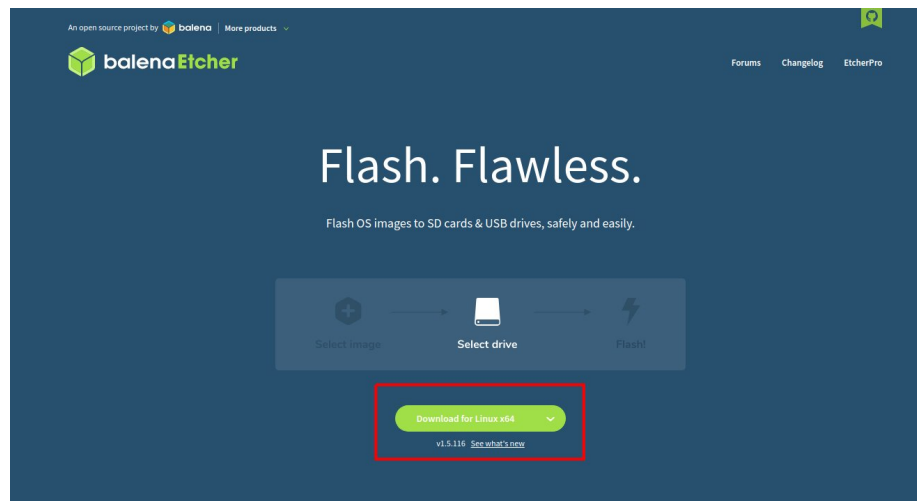 An open source project by balena More products
balenaEtcher
Forums Changelog EtcherPro
Flash. Flawless.
Flash OS images to SD cards & USB drives, safely and easily.
Select Image Select drive Flash!
Download for Linux x64
v1.5.116 See what's new